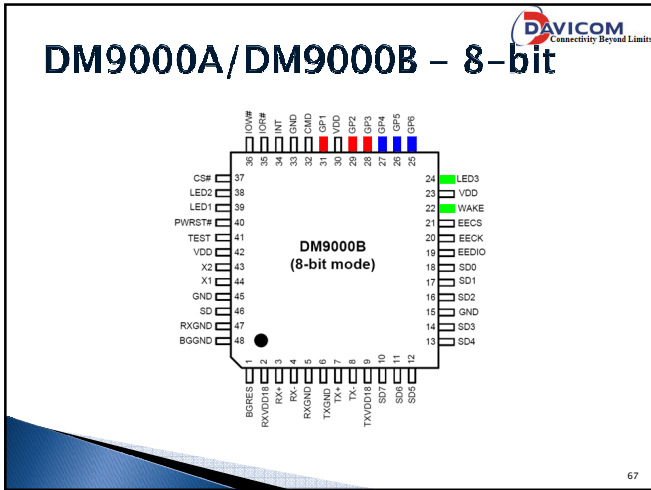 DAVICOM
Connectivity Beyond Limits
DM9000A/DM9000B – 8-bit
IOW# IOR# INT GND CMD GP1 VDD GP2 GP3 GP4 GP5 GP6
36 35 34 33 32 31 30 29 28 27 26 25
CS# 37
LED2 38
LED1 39
PWRST# 40
TEST 41
VDD 42
X2 43
X1 44
GND 45
SD 46
RXGND 47
BGGND 48
DM9000B
(8-bit mode)
24 LED3
23 VDD
22 WAKE
21 EECS
20 EECK
19 EEDIO
18 SD0
17 SD1
16 SD2
15 GND
14 SD3
13 SD4
1 2 3 4 5 6 7 8 9 10 11 12
BGRES RXVDD18 RX+ RX- RXGND TXGND TX+ TX- TXVDD18 SD7 SD6 SD5
67